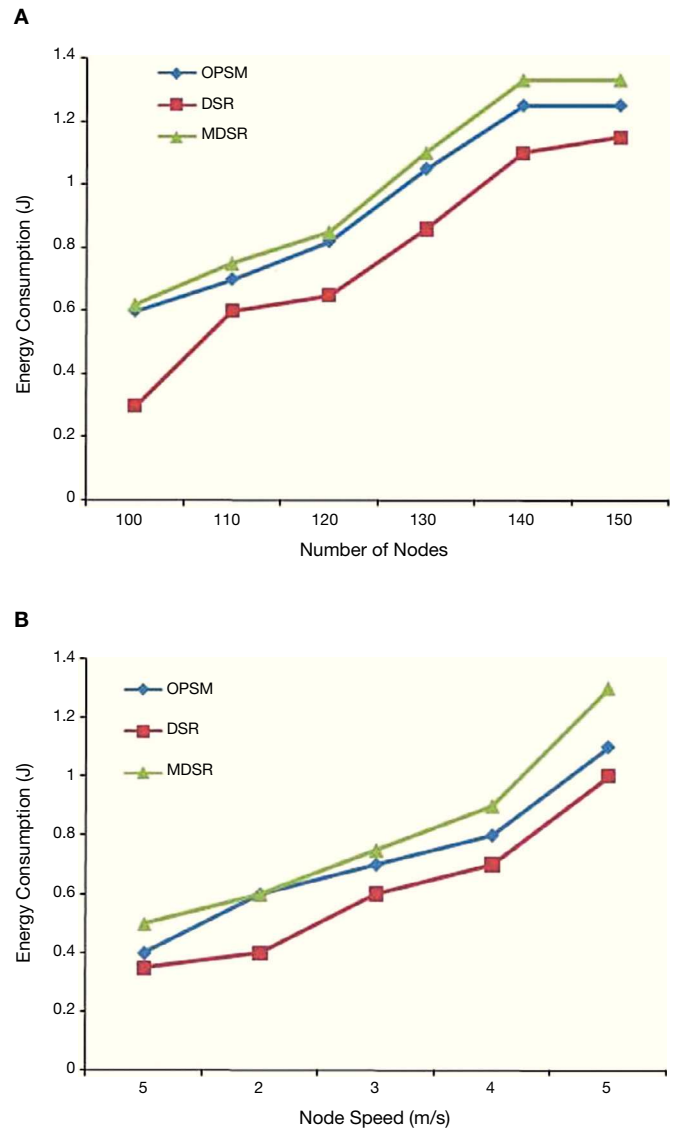 A
1.4
1.2
1
0.8
0.6
0.4
0.2
0
Energy Consumption (J)
OPSM
DSR
MDSR
100 110 120 130 140 150
Number of Nodes
B
1.4
1.2
1
0.8
0.6
0.4
0.2
0
Energy Consumption (J)
OPSM
DSR
MDSR
5 2 3 4 5
Node Speed (m/s)